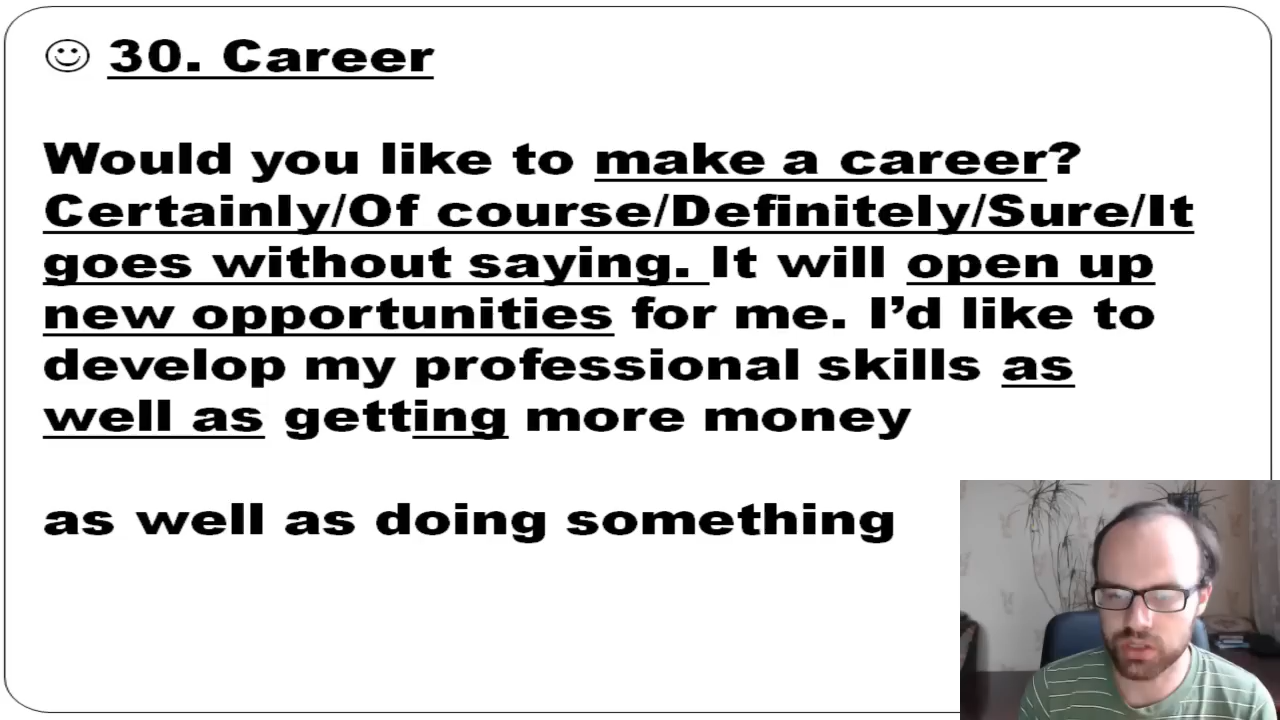 ☺ 30. Career
Would you like to make a career?
Certainly/Of course/Definitely/Sure/It
goes without saying. It will open up
new opportunities for me. I’d like to
develop my professional skills as
well as getting more money
as well as doing something